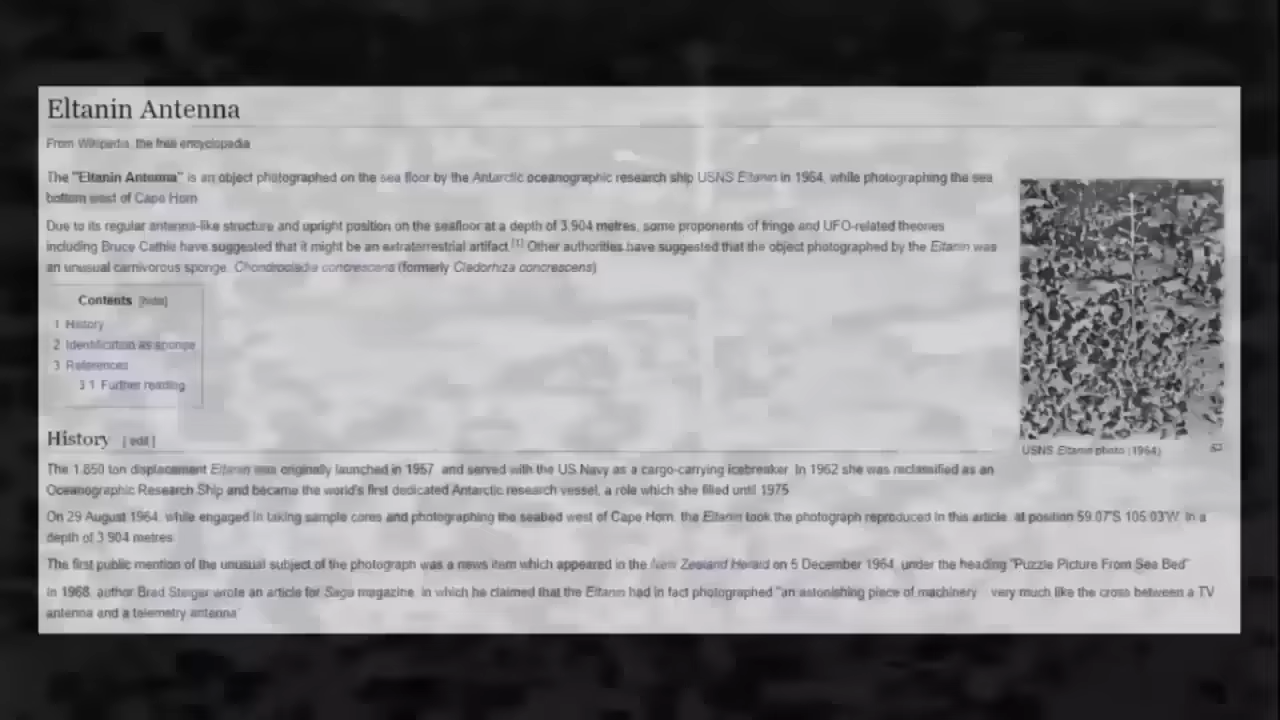 Eltanin Antenna
From Wikipedia, the free encyclopedia
The "Eltanin Antenna" is an object photographed on the sea floor by the Antarctic oceanographic research ship USNS Eltanin in 1964, while photographing the sea
bottom west of Cape Horn
Due to its regular antenna-like structure and upright position on the seafloor at a depth of 3,904 metres, some proponents of fringe and UFO-related theories
including Bruce Cathie have suggested that it might be an extraterrestrial artifact.[1] Other authorities have suggested that the object photographed by the Eltanin was
an unusual carnivorous sponge, Chondrocladia concrescens (formerly Cladorhiza concrescens)
Contents [hide]
1 History
2 Identification as sponge
3 References
3.1 Further reading
USNS Eltanin photo (1964)
History [edit]
The 1,850 ton displacement Eltanin was originally launched in 1957 and served with the US Navy as a cargo-carrying icebreaker. In 1962 she was reclassified as an
Oceanographic Research Ship and became the world's first dedicated Antarctic research vessel, a role which she filled until 1975
On 29 August 1964, while engaged in taking sample cores and photographing the seabed west of Cape Horn, the Eltanin took the photograph reproduced in this article, at position 59:07'S 105:03'W, in a
depth of 3,904 metres
The first public mention of the unusual subject of the photograph was a news item which appeared in the New Zealand Herald on 5 December 1964, under the heading "Puzzle Picture From Sea Bed"
In 1968, author Brad Steiger wrote an article for Saga magazine, in which he claimed that the Eltanin had in fact photographed "an astonishing piece of machinery very much like the cross between a TV
antenna and a telemetry antenna"